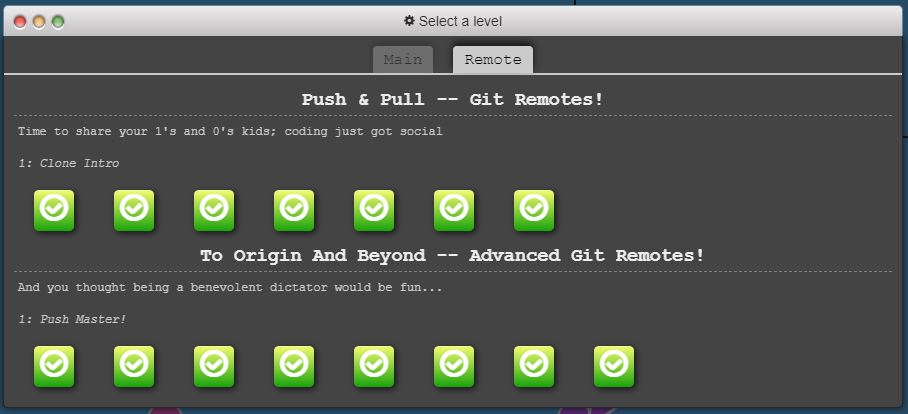 Select a level
Main Remote
Push & Pull -- Git Remotes!
Time to share your 1's and 0's kids; coding just got social
1: Clone Intro
To Origin And Beyond -- Advanced Git Remotes!
And you thought being a benevolent dictator would be fun...
1: Push Master!